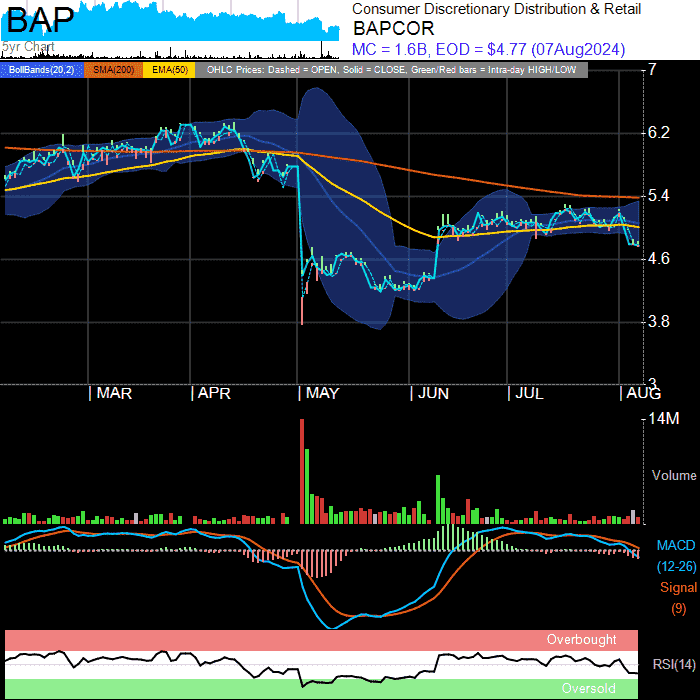 BAP
5yr Chart
Consumer Discretionary Distribution & Retail
BAPCOR
MC = 1.6B, EOD = $4.77 (07Aug2024)
BollBands(20,2) SMA(200) EMA(50) OHLC Prices: Dashed = OPEN, Solid = CLOSE, Green/Red bars = Intra-day HIGH/LOW
7
6.2
5.4
4.6
3.8
3
| MAR | APR | MAY | JUN | JUL | AUG
14M
Volume
MACD
(12-26)
Signal
(9)
Overbought
RSI(14)
Oversold